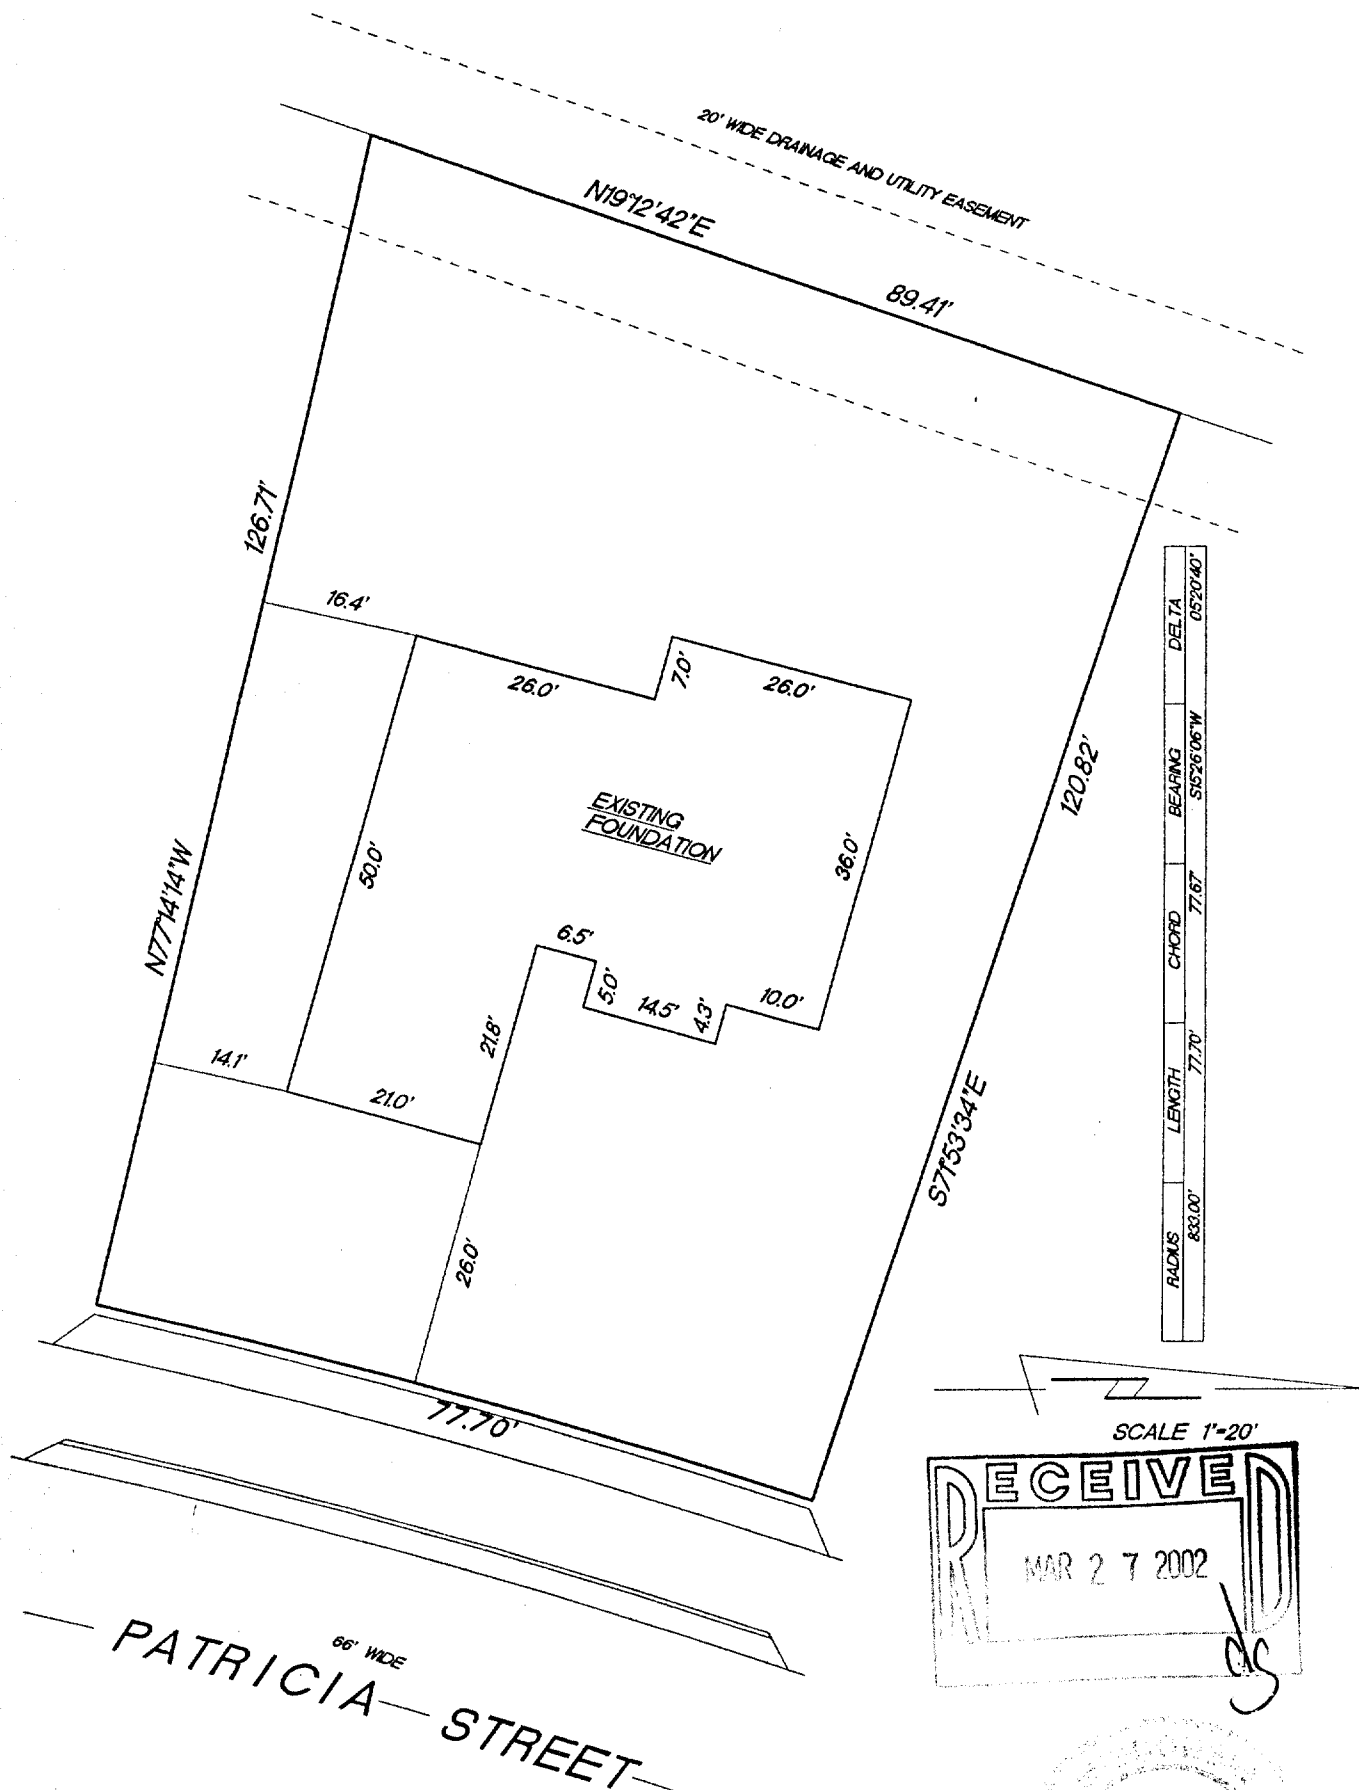 20' WIDE DRAINAGE AND UTILITY EASEMENT
N19°12'42"E
89.41'
126.71'
16.4'
26.0'
7.0'
26.0'
120.82'
EXISTING
FOUNDATION
50.0'
36.0'
N77°14'14"W
6.5'
5.0'
14.5'
4.3'
10.0'
21.8'
14.1'
21.0'
S71°53'34"E
26.0'
77.70'
RADIUS LENGTH CHORD BEARING DELTA
833.00' 77.70' 77.67' S15°26'06"W 05°20'40"
SCALE 1"=20'
RECEIVED
MAR 27 2002
66' WIDE
PATRICIA STREET